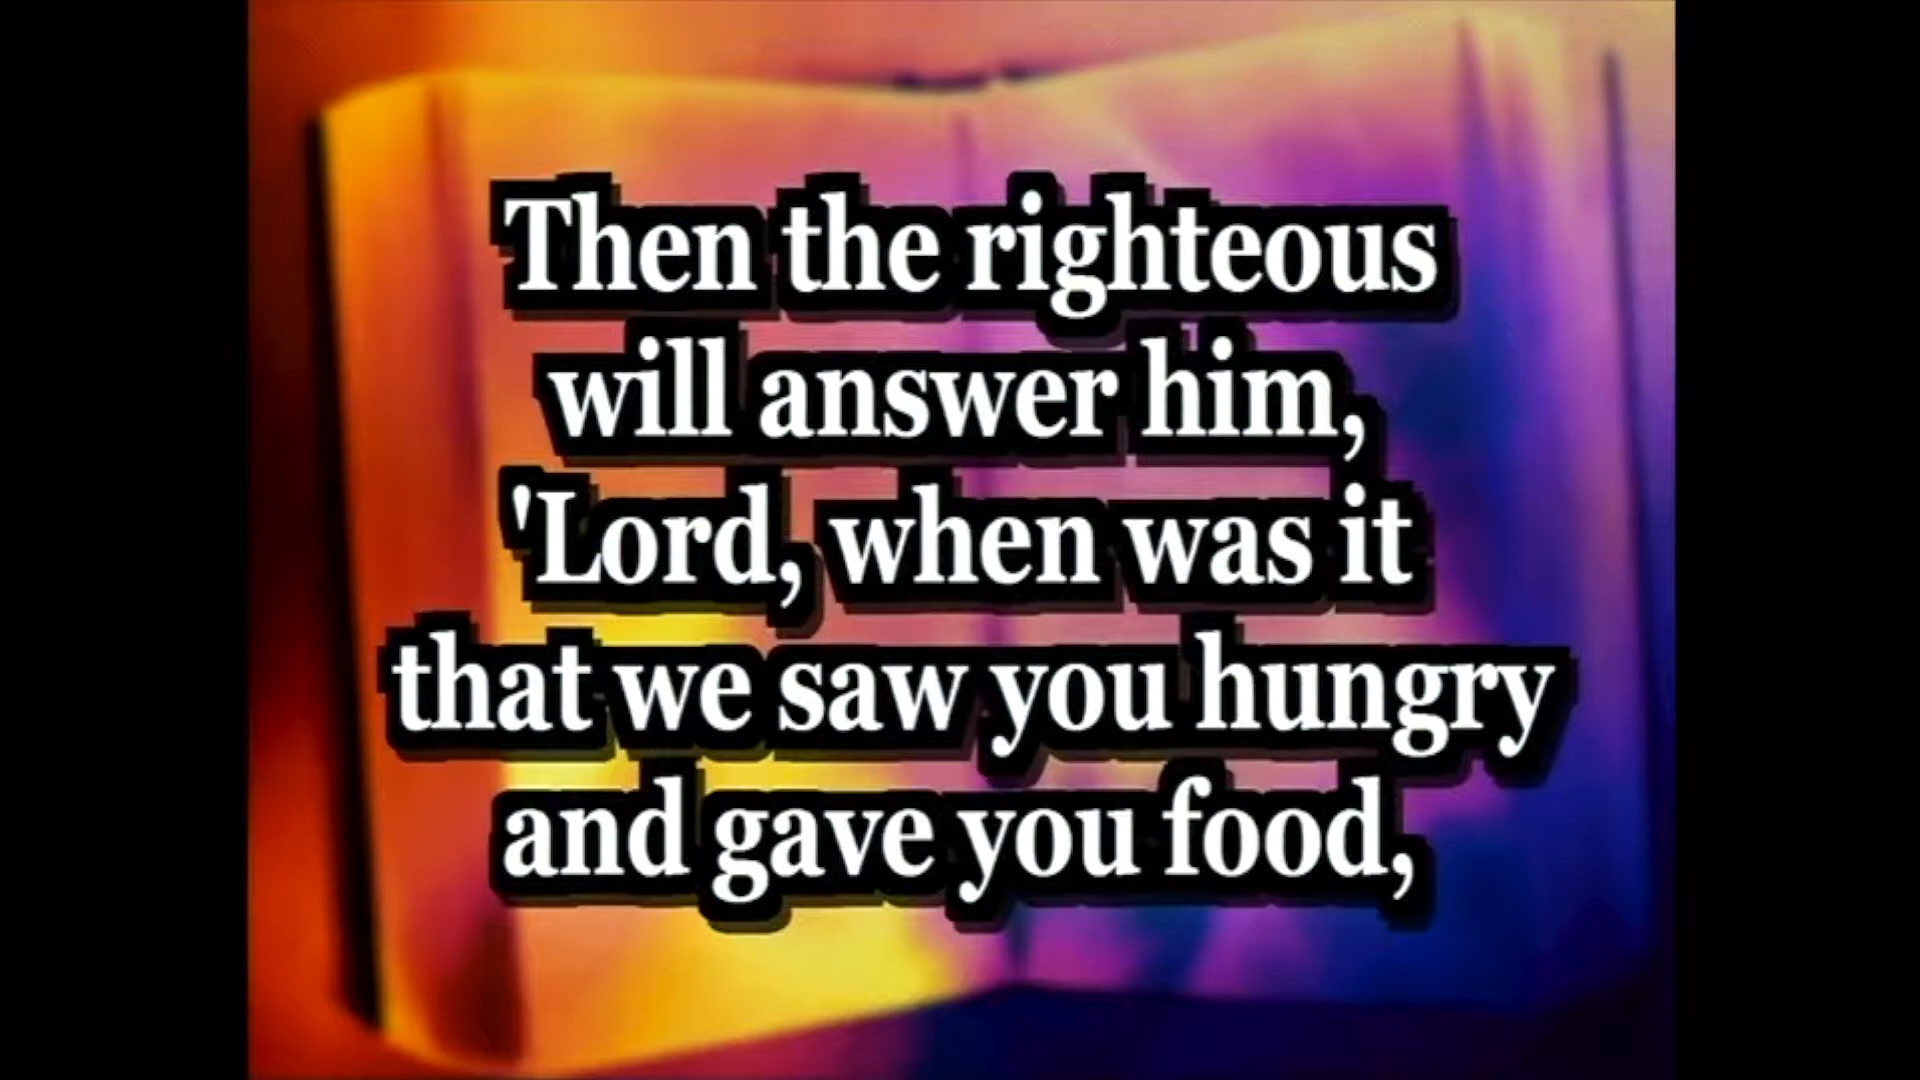 Then the righteous
will answer him,
'Lord, when was it
that we saw you hungry
and gave you food,